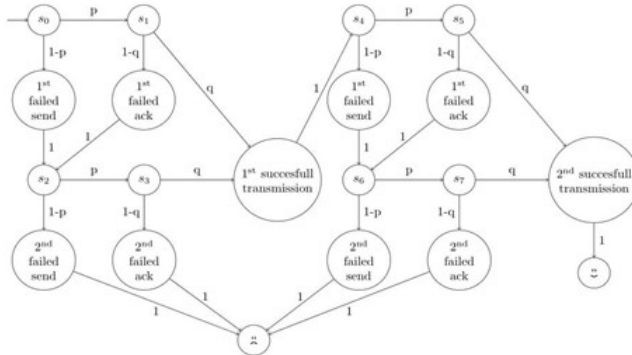 s0 p s1 s4 p s5
1-p 1-q 1-p 1-q
1st failed send
1st failed ack
q
1
1st failed send
1st failed ack
q
1 1 1 1
s2 p s3 q
1st succesfull transmission
s6 p s7 q
2nd succesfull transmission
1-p 1-q 1-p 1-q
1
2nd failed send
2nd failed ack
2nd failed send
2nd failed ack
1 1 1 1